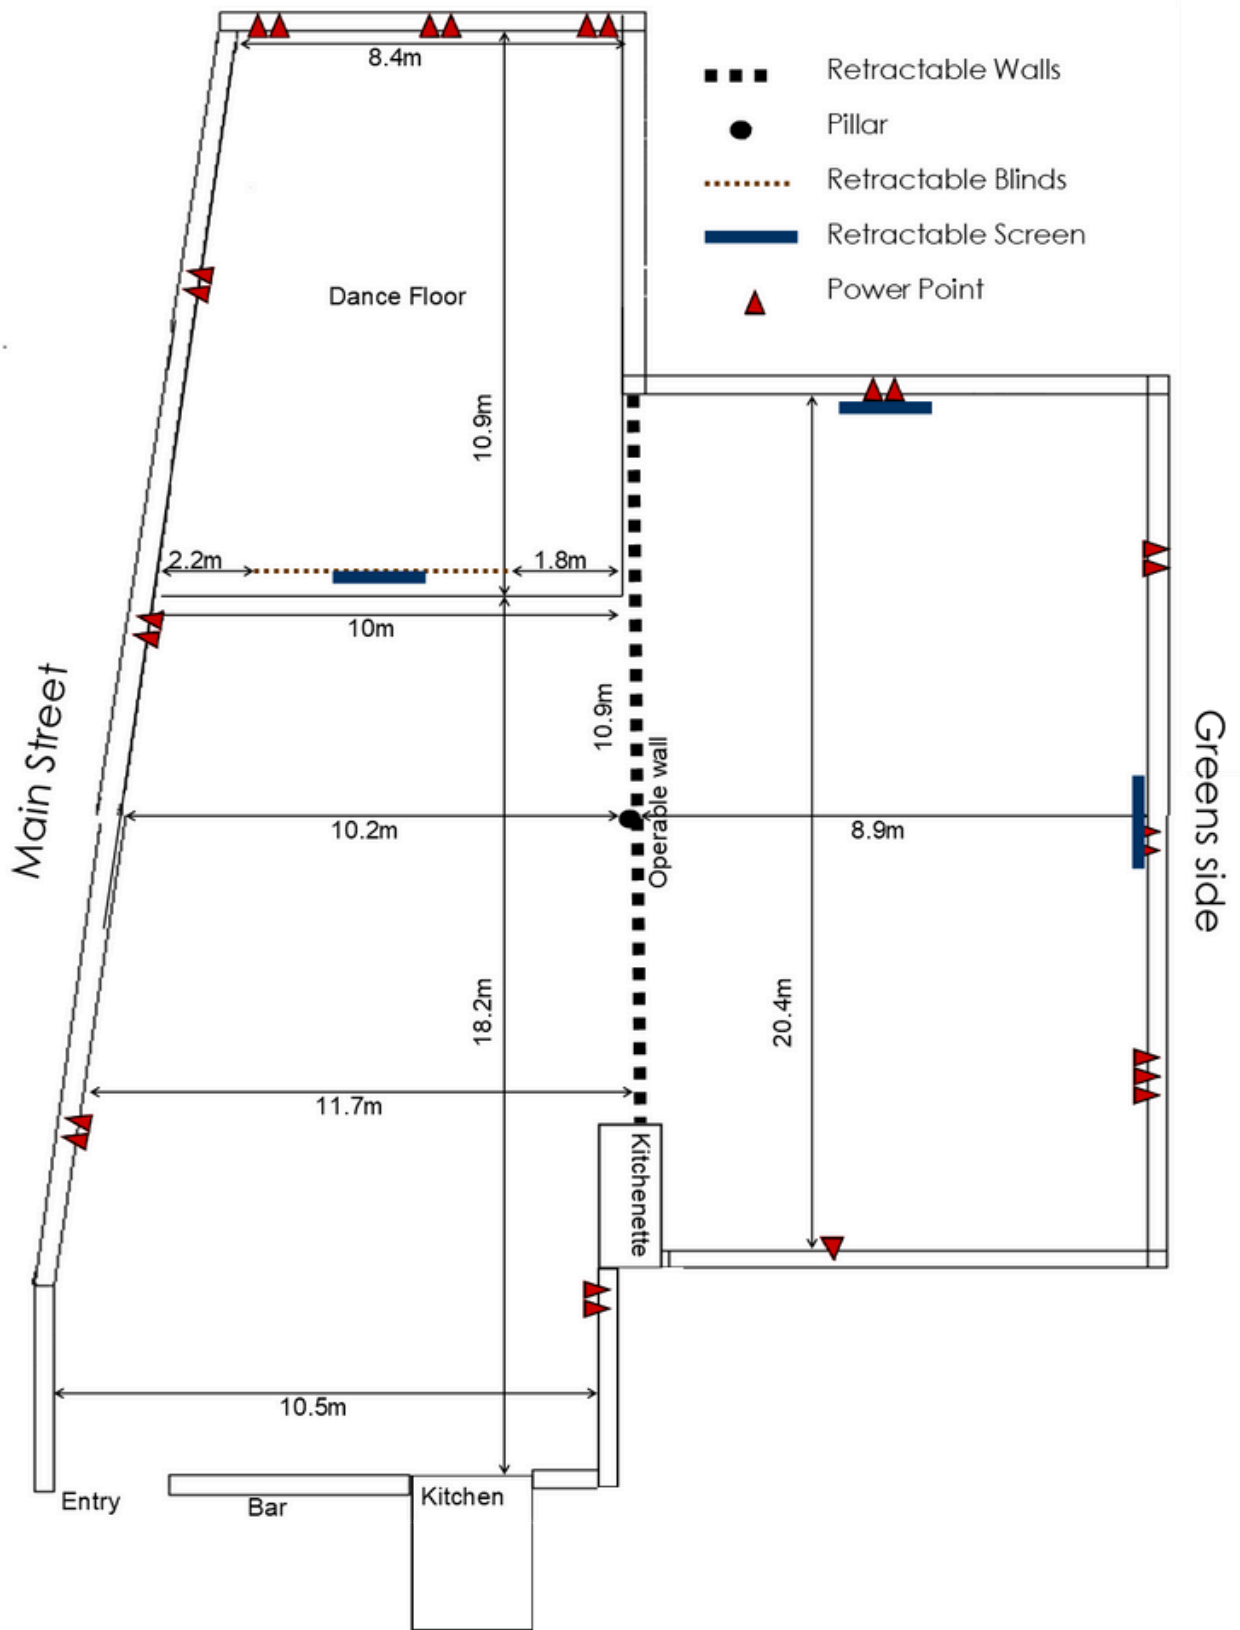 8.4m
Retractable Walls
Pillar
Retractable Blinds
Retractable Screen
Power Point
Dance Floor
10.9m
2.2m
1.8m
10m
10.9m
Main Street
Operable wall
Greens side
10.2m
8.9m
18.2m
20.4m
11.7m
Kitchenette
10.5m
Entry
Bar
Kitchen